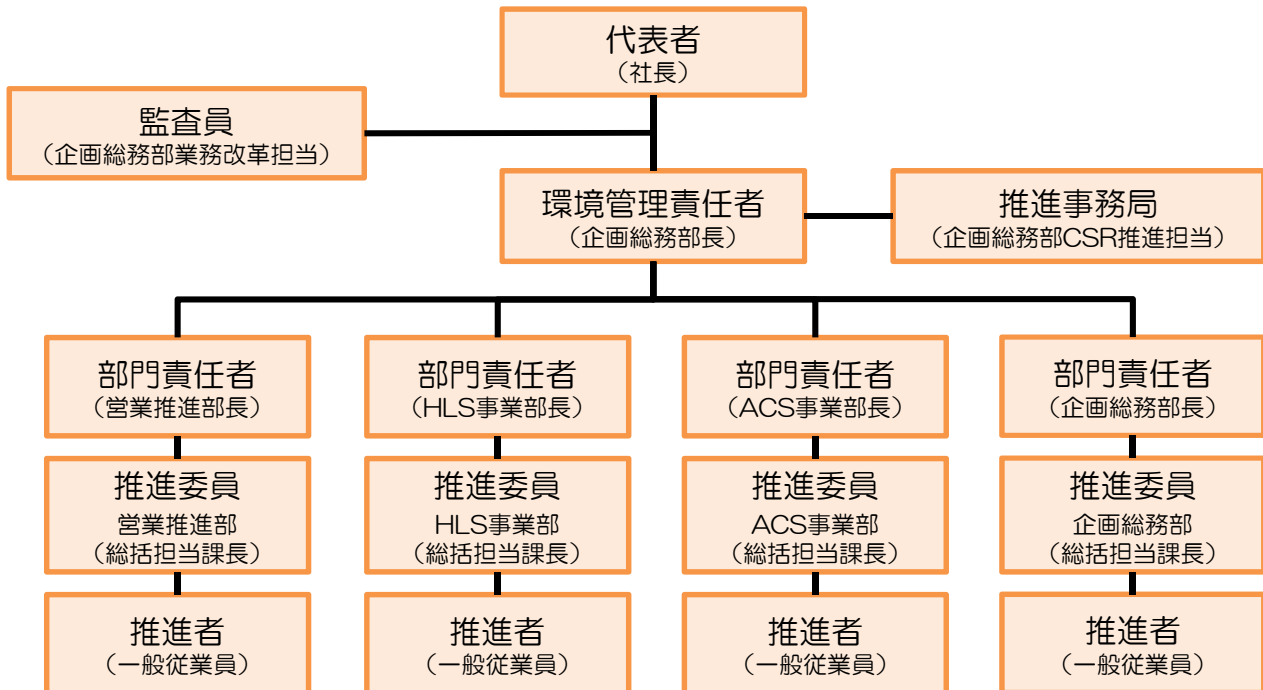 代表者
（社長）
監査員
（企画総務部業務改革担当）
環境管理責任者
（企画総務部長）
推進事務局
（企画総務部CSR推進担当）
部門責任者
（営業推進部長）
部門責任者
（HLS事業部長）
部門責任者
（ACS事業部長）
部門責任者
（企画総務部長）
推進委員
営業推進部
（総括担当課長）
推進委員
HLS事業部
（総括担当課長）
推進委員
ACS事業部
（総括担当課長）
推進委員
企画総務部
（総括担当課長）
推進者
（一般従業員）
推進者
（一般従業員）
推進者
（一般従業員）
推進者
（一般従業員）